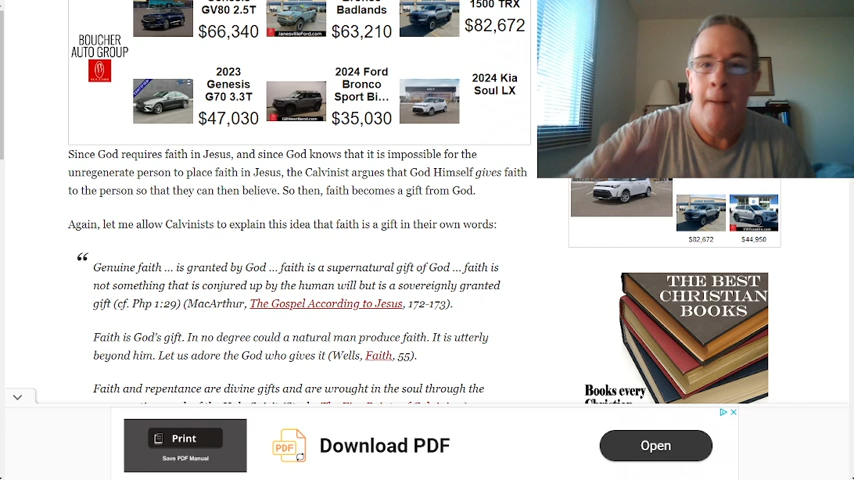 Genesis
GV80 2.5T
$66,340
Bronco
Badlands
$63,210
1500 TRX
$82,672
BOUCHER
AUTO GROUP
2023
Genesis
G70 3.3T
$47,030
2024 Ford
Bronco
Sport Bi...
$35,030
2024 Kia
Soul LX
Since God requires faith in Jesus, and since God knows that it is impossible for the
unregenerate person to place faith in Jesus, the Calvinist argues that God Himself gives faith
to the person so that they can then believe. So then, faith becomes a gift from God.
Again, let me allow Calvinists to explain this idea that faith is a gift in their own words:
“
Genuine faith … is granted by God … faith is a supernatural gift of God … faith is
not something that is conjured up by the human will but is a sovereignly granted
gift (cf. Php 1:29) (MacArthur, The Gospel According to Jesus, 172-173).
Faith is God's gift. In no degree could a natural man produce faith. It is utterly
beyond him. Let us adore the God who gives it (Wells, Faith, 55).
Faith and repentance are divine gifts and are wrought in the soul through the
$82,672
$44,950
THE BEST
CHRISTIAN
BOOKS
Books every
Print
Save PDF Manual
PDF
Download PDF
Open